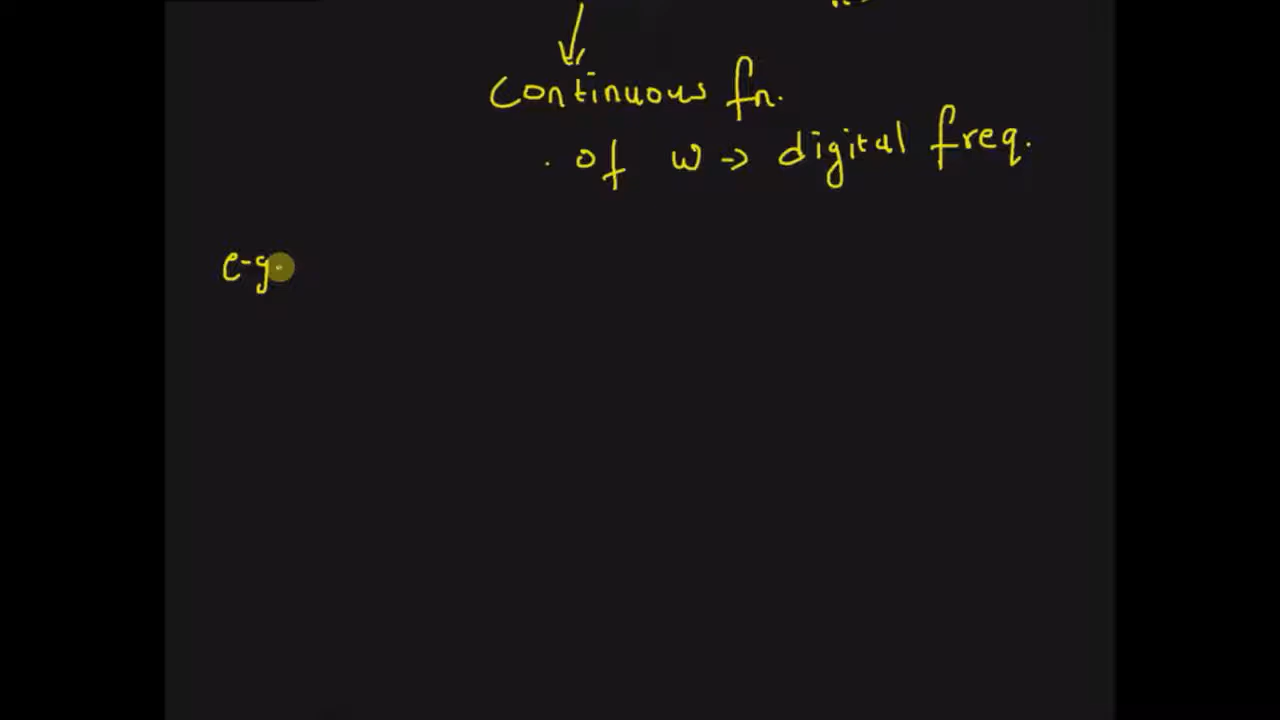 continuous fn.
. of ω → digital freq.
e-g.